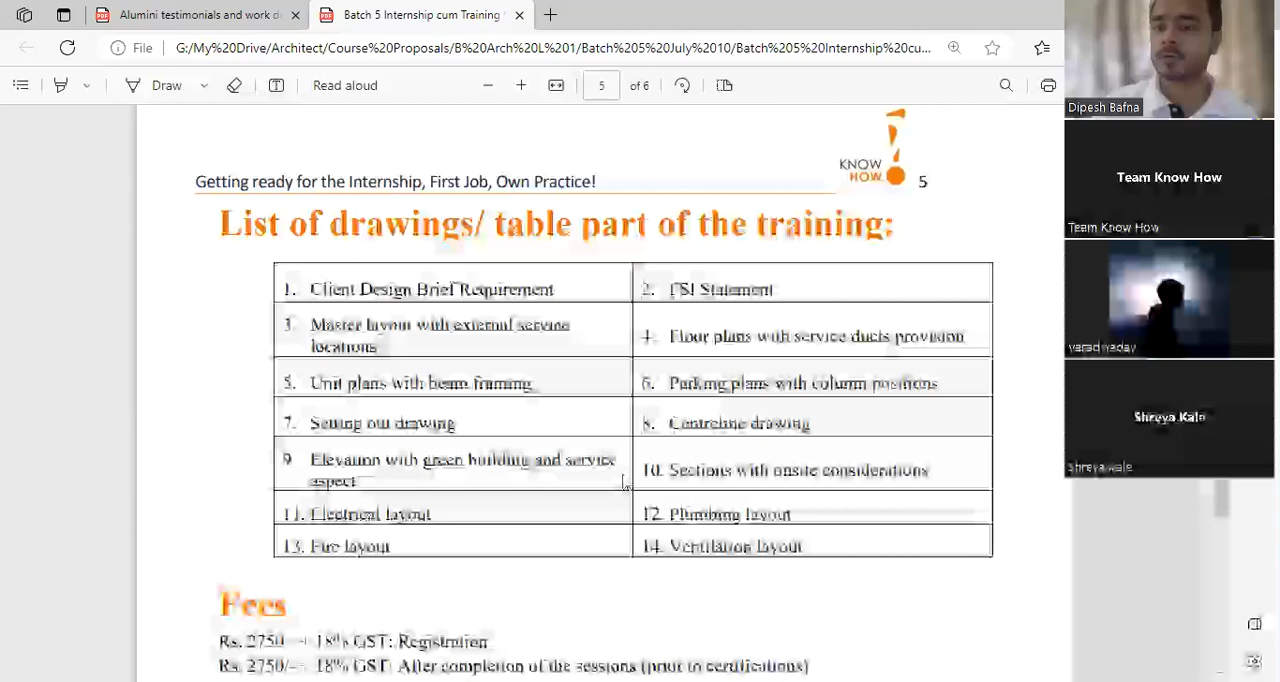 Alumini testimonials and work d
Batch 5 Internship cum Training
File
G:/My%20Drive/Architect/Course%20Proposals/B%20Arch%20L%201/Batch%205%20July%2010/Batch%205%20Internship%20cu...
Draw
Read aloud
5 of 6
Dipesh Bafna
Team Know How
Team Know How
varad yadav
Shreya Kale
Shreya kale
KNOW
HOW
Getting ready for the Internship, First Job, Own Practice!
5
List of drawings/ table part of the training:
1. Client Design Brief Requirement
2. FSI Statement
3. Master layout with external service
locations
4. Floor plans with service ducts provision
5. Unit plans with beam framing
6. Parking plans with column positions
7. Setting out drawing
8. Centreline drawing
9. Elevation with green building and service
aspect
10. Sections with onsite considerations
11. Electrical layout
12. Plumbing layout
13. Fire layout
14. Ventilation layout
Fees
Rs. 2750/-+ 18% GST: Registration
Rs. 2750/-+ 18% GST: After completion of the sessions (prior to certifications)